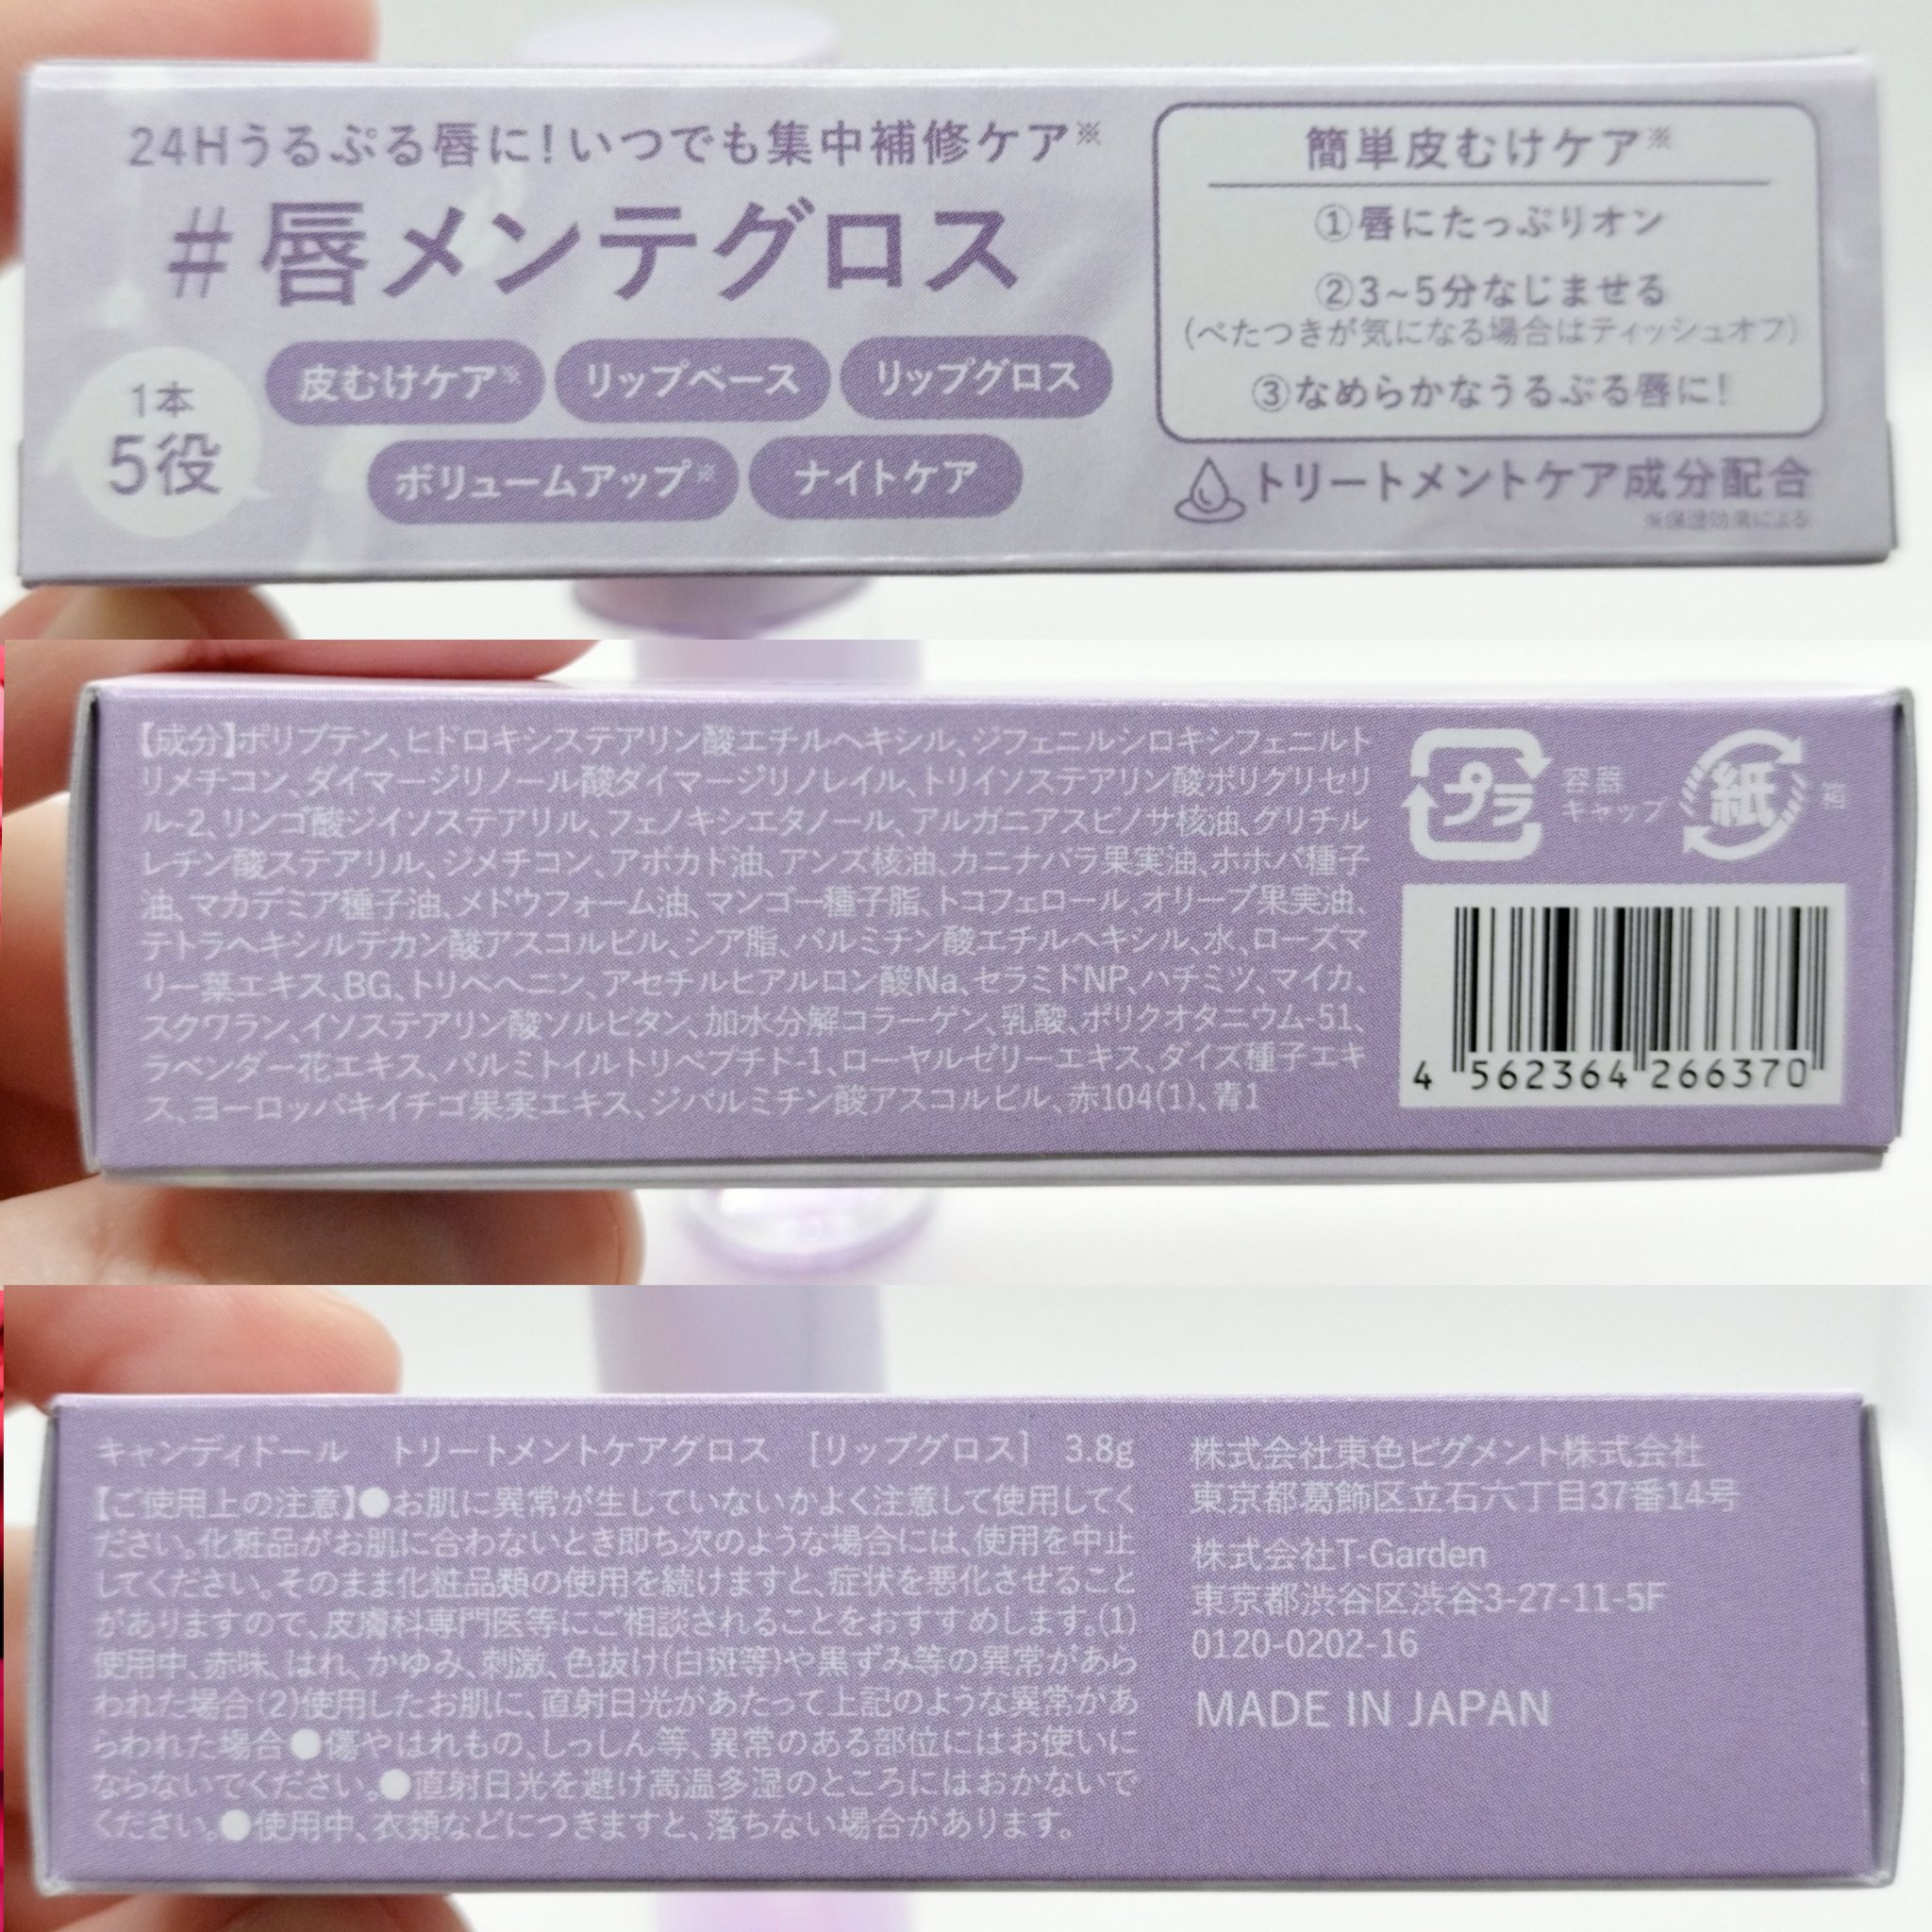 24Hうるぷる唇に!いつでも集中補修ケア※
#唇メンテグロス
1本
5役
皮むけケア※
リップベース
リップグロス
ボリュームアップ※
ナイトケア
簡単皮むけケア※
①唇にたっぷりオン
②3~5分なじませる
(べたつきが気になる場合はティッシュオフ)
③なめらかなうるぷる唇に!
トリートメントケア成分配合
※保湿効果による
【成分】ポリブテン、ヒドロキシステアリン酸エチルヘキシル、ジフェニルシロキシフェニルト
リメチコン、ダイマージリノール酸ダイマージリノレイル、トリイソステアリン酸ポリグリセリ
ル-2、リンゴ酸ジイソステアリル、フェノキシエタノール、アルガニアスピノサ核油、グリチル
レチン酸ステアリル、ジメチコン、アボカド油、アンズ核油、カニナバラ果実油、ホホバ種子
油、マカデミア種子油、メドウフォーム油、マンゴー種子脂、トコフェロール、オリーブ果実油、
テトラヘキシルデカン酸アスコルビル、シア脂、パルミチン酸エチルヘキシル、水、ローズマ
リー葉エキス、BG、トリベヘニン、アセチルヒアルロン酸Na、セラミドNP、ハチミツ、マイカ、
スクワラン、イソステアリン酸ソルビタン、加水分解コラーゲン、乳酸、ポリクオタニウム-51、
ラベンダー花エキス、パルミトイルトリペプチド-1、ローヤルゼリーエキス、ダイズ種子エキ
ス、ヨーロッパキイチゴ果実エキス、ジパルミチン酸アスコルビル、赤104(1)、青1
プラ
容器
キャップ
紙
箱
4 562364 266370
キャンディドール トリートメントケアグロス [リップグロス] 3.8g
【ご使用上の注意】●お肌に異常が生じていないかよく注意して使用してく
ださい。化粧品がお肌に合わないとき即ち次のような場合には、使用を中止
してください。そのまま化粧品類の使用を続けますと、症状を悪化させること
がありますので、皮膚科専門医等にご相談されることをおすすめします。(1)
使用中、赤味、はれ、かゆみ、刺激、色抜け(白斑等)や黒ずみ等の異常があら
われた場合(2)使用したお肌に、直射日光があたって上記のような異常があ
らわれた場合●傷やはれもの、しっしん等、異常のある部位にはお使いに
ならないでください。●直射日光を避け高温多湿のところにはおかないで
ください。●使用中、衣類などにつきますと、落ちない場合があります。
株式会社東色ピグメント株式会社
東京都葛飾区立石六丁目37番14号
株式会社T-Garden
東京都渋谷区渋谷3-27-11-5F
0120-0202-16
MADE IN JAPAN